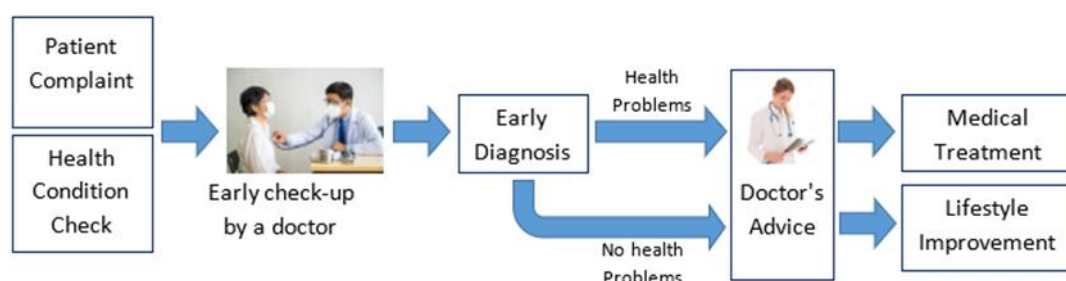 Patient
Complaint
Health
Condition
Check
Early check-up
by a doctor
Early
Diagnosis
Health
Problems
No health
Problems
Doctor's
Advice
Medical
Treatment
Lifestyle
Improvement